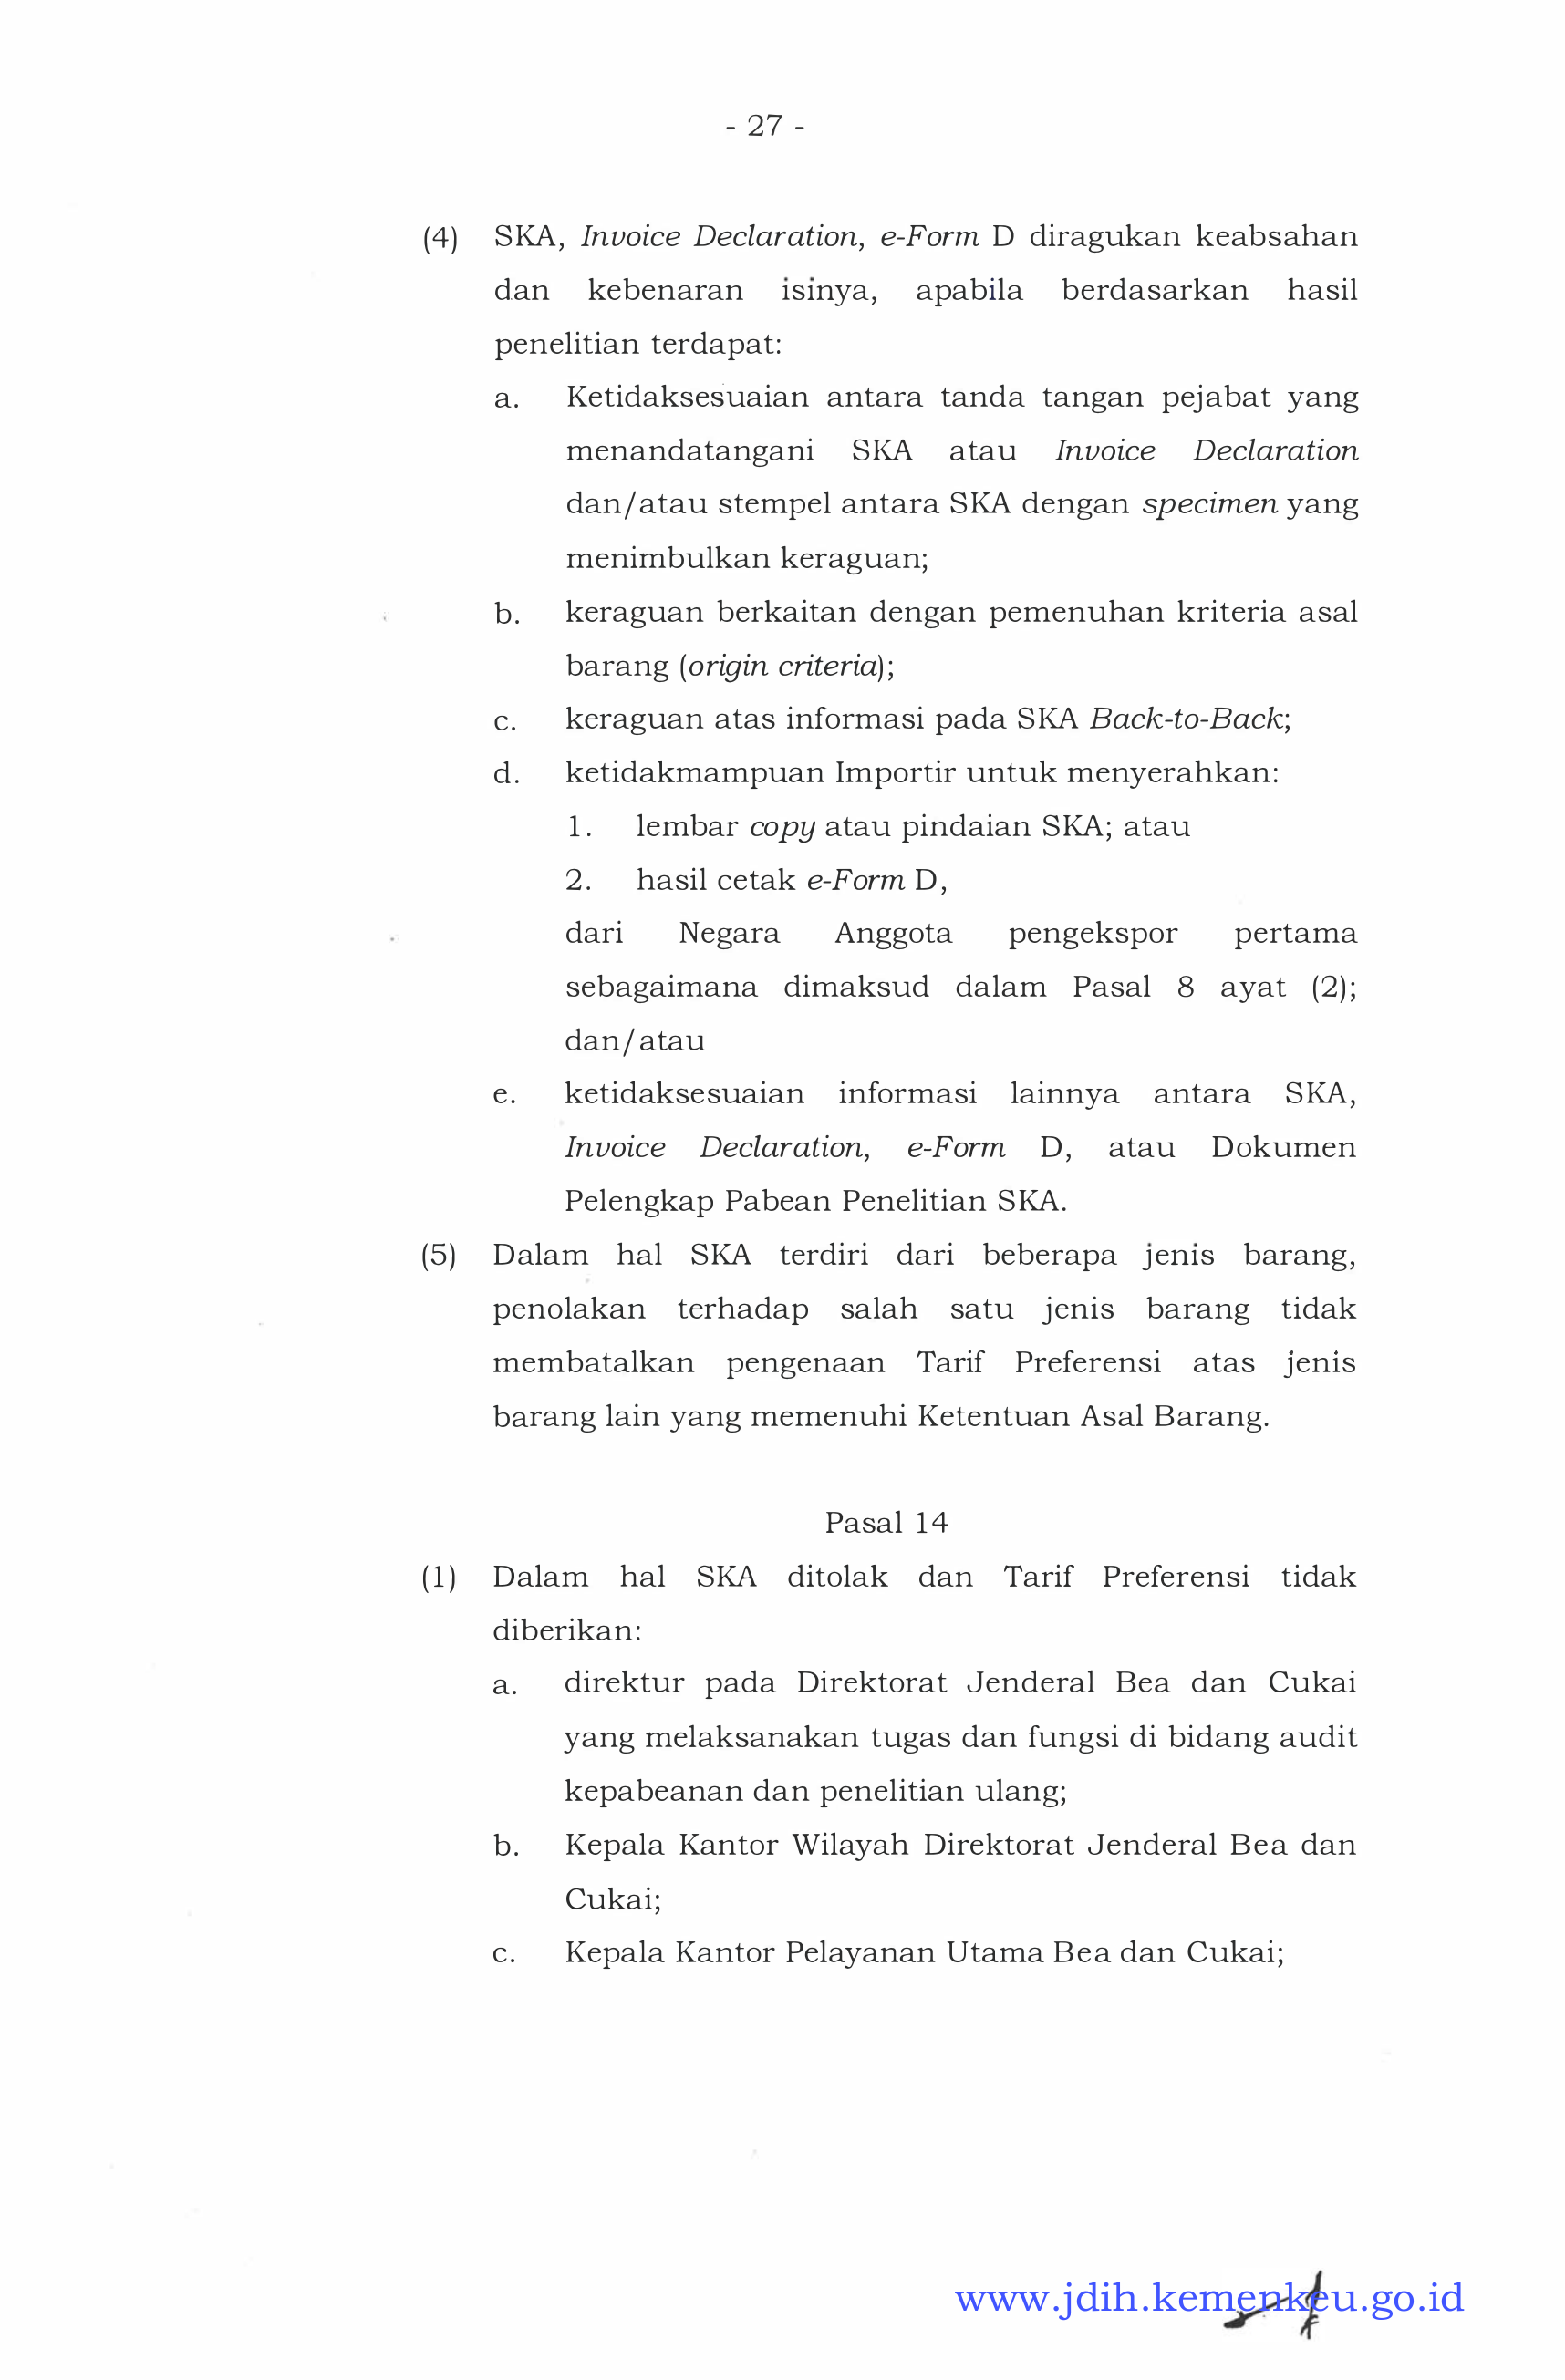 - 27 -
(4) SKA, Invoice Declaration, e-Form D diragukan keabsahan
dan kebenaran isinya, apabila berdasarkan hasil
penelitian terdapat:
a. Ketidaksesuaian antara tanda tangan pejabat yang
menandatangani SKA atau Invoice Declaration
dan/atau stempel antara SKA dengan specimen yang
menimbulkan keraguan;
b. keraguan berkaitan dengan pemenuhan kriteria asal
barang (origin criteria);
c. keraguan atas informasi pada SKA Back-to-Back;
d. ketidakmampuan Importir untuk menyerahkan:
1. lembar copy atau pindaian SKA; atau
2. hasil cetak e-Form D,
dari Negara Anggota pengekspor pertama
sebagaimana dimaksud dalam Pasal 8 ayat (2);
dan/atau
e. ketidaksesuaian informasi lainnya antara SKA,
Invoice Declaration, e-Form D, atau Dokumen
Pelengkap Pabean Penelitian SKA.
(5) Dalam hal SKA terdiri dari beberapa jenis barang,
penolakan terhadap salah satu jenis barang tidak
membatalkan pengenaan Tarif Preferensi atas jenis
barang lain yang memenuhi Ketentuan Asal Barang.
Pasal 14
(1) Dalam hal SKA ditolak dan Tarif Preferensi tidak
diberikan:
a. direktur pada Direktorat Jenderal Bea dan Cukai
yang melaksanakan tugas dan fungsi di bidang audit
kepabeanan dan penelitian ulang;
b. Kepala Kantor Wilayah Direktorat Jenderal Bea dan
Cukai;
c. Kepala Kantor Pelayanan Utama Bea dan Cukai;
www.jdih.kemenkeu.go.id